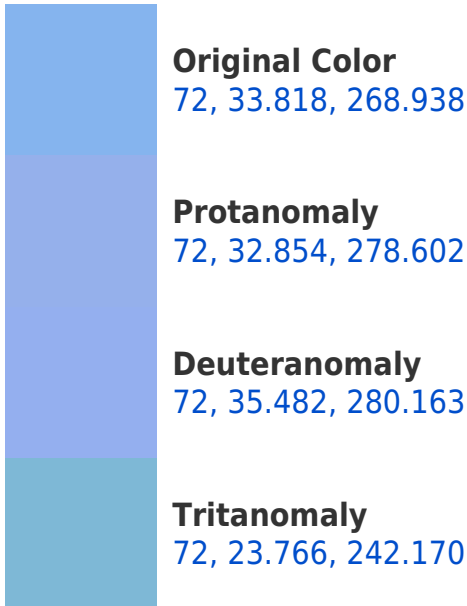 Original Color
72, 33.818, 268.938
Protanomaly
72, 32.854, 278.602
Deuteranomaly
72, 35.482, 280.163
Tritanomaly
72, 23.766, 242.170